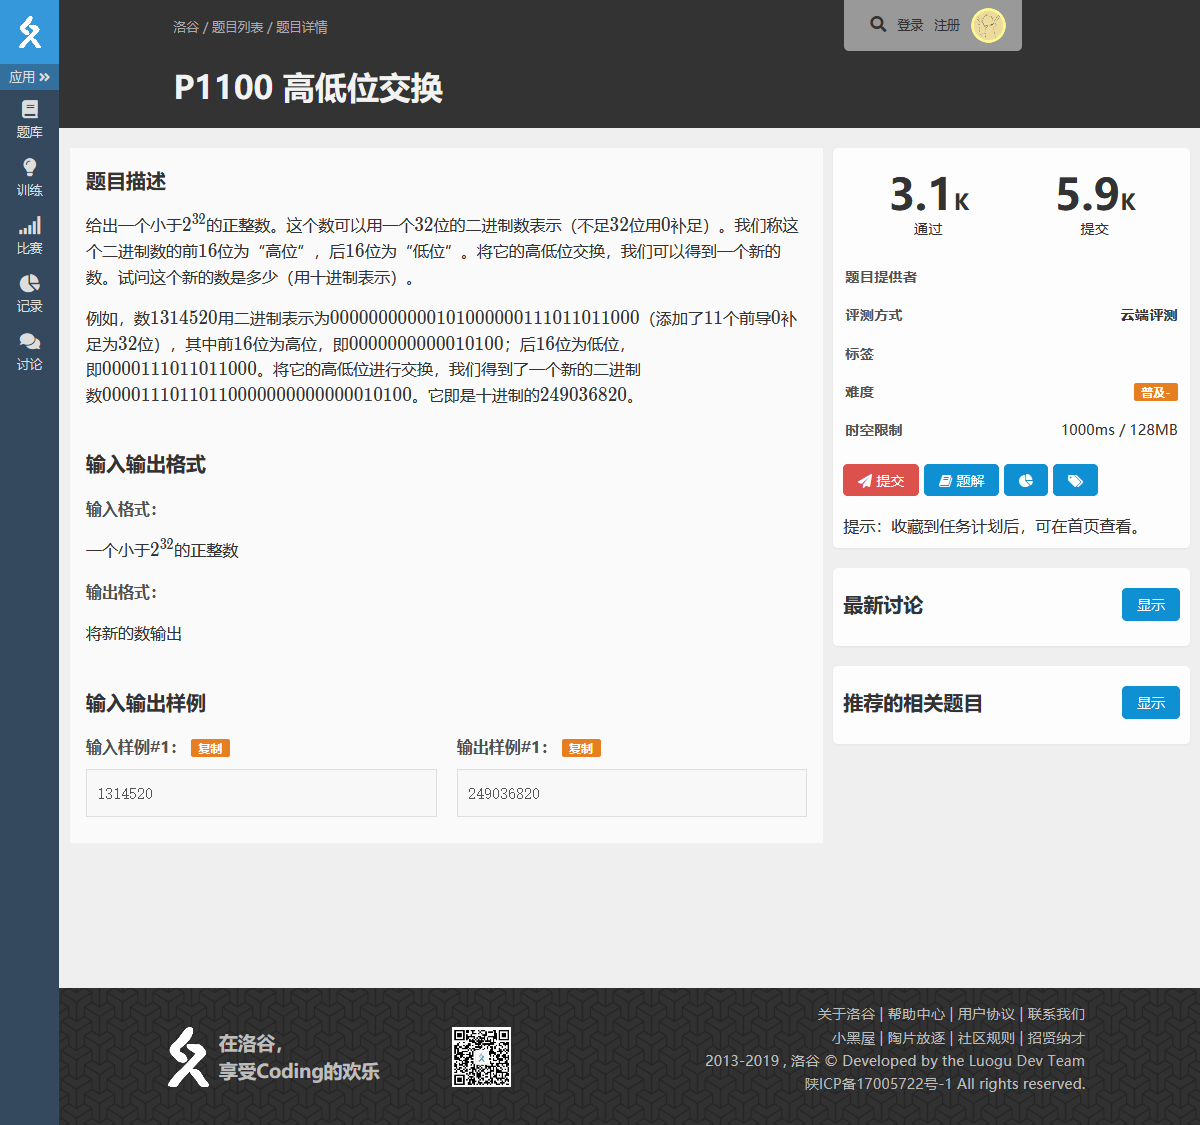 洛谷 / 题目列表 / 题目详情
登录 注册
P1100 高低位交换
应用
题库
训练
比赛
记录
讨论
题目描述
给出一个小于2^32的正整数。这个数可以用一个32位的二进制数表示（不足32位用0补足）。我们称这
个二进制数的前16位为“高位”，后16位为“低位”。将它的高低位交换，我们可以得到一个新的
数。试问这个新的数是多少（用十进制表示）。
例如，数1314520用二进制表示为00000000000101000000111011011000（添加了11个前导0补
足为32位），其中前16位为高位，即0000000000010100；后16位为低位，
即0000111011011000。将它的高低位进行交换，我们得到了一个新的二进制
数00001110110110000000000000010100。它即是十进制的249036820。
输入输出格式
输入格式：
一个小于2^32的正整数
输出格式：
将新的数输出
输入输出样例
输入样例#1： 复制
1314520
输出样例#1： 复制
249036820
3.1K
通过
5.9K
提交
题目提供者
评测方式 云端评测
标签
难度 普及-
时空限制 1000ms / 128MB
提交 题解
提示：收藏到任务计划后，可在首页查看。
最新讨论 显示
推荐的相关题目 显示
在洛谷，
享受Coding的欢乐
关于洛谷 | 帮助中心 | 用户协议 | 联系我们
小黑屋 | 陶片放逐 | 社区规则 | 招贤纳才
2013-2019 , 洛谷 © Developed by the Luogu Dev Team
陕ICP备17005722号-1 All rights reserved.